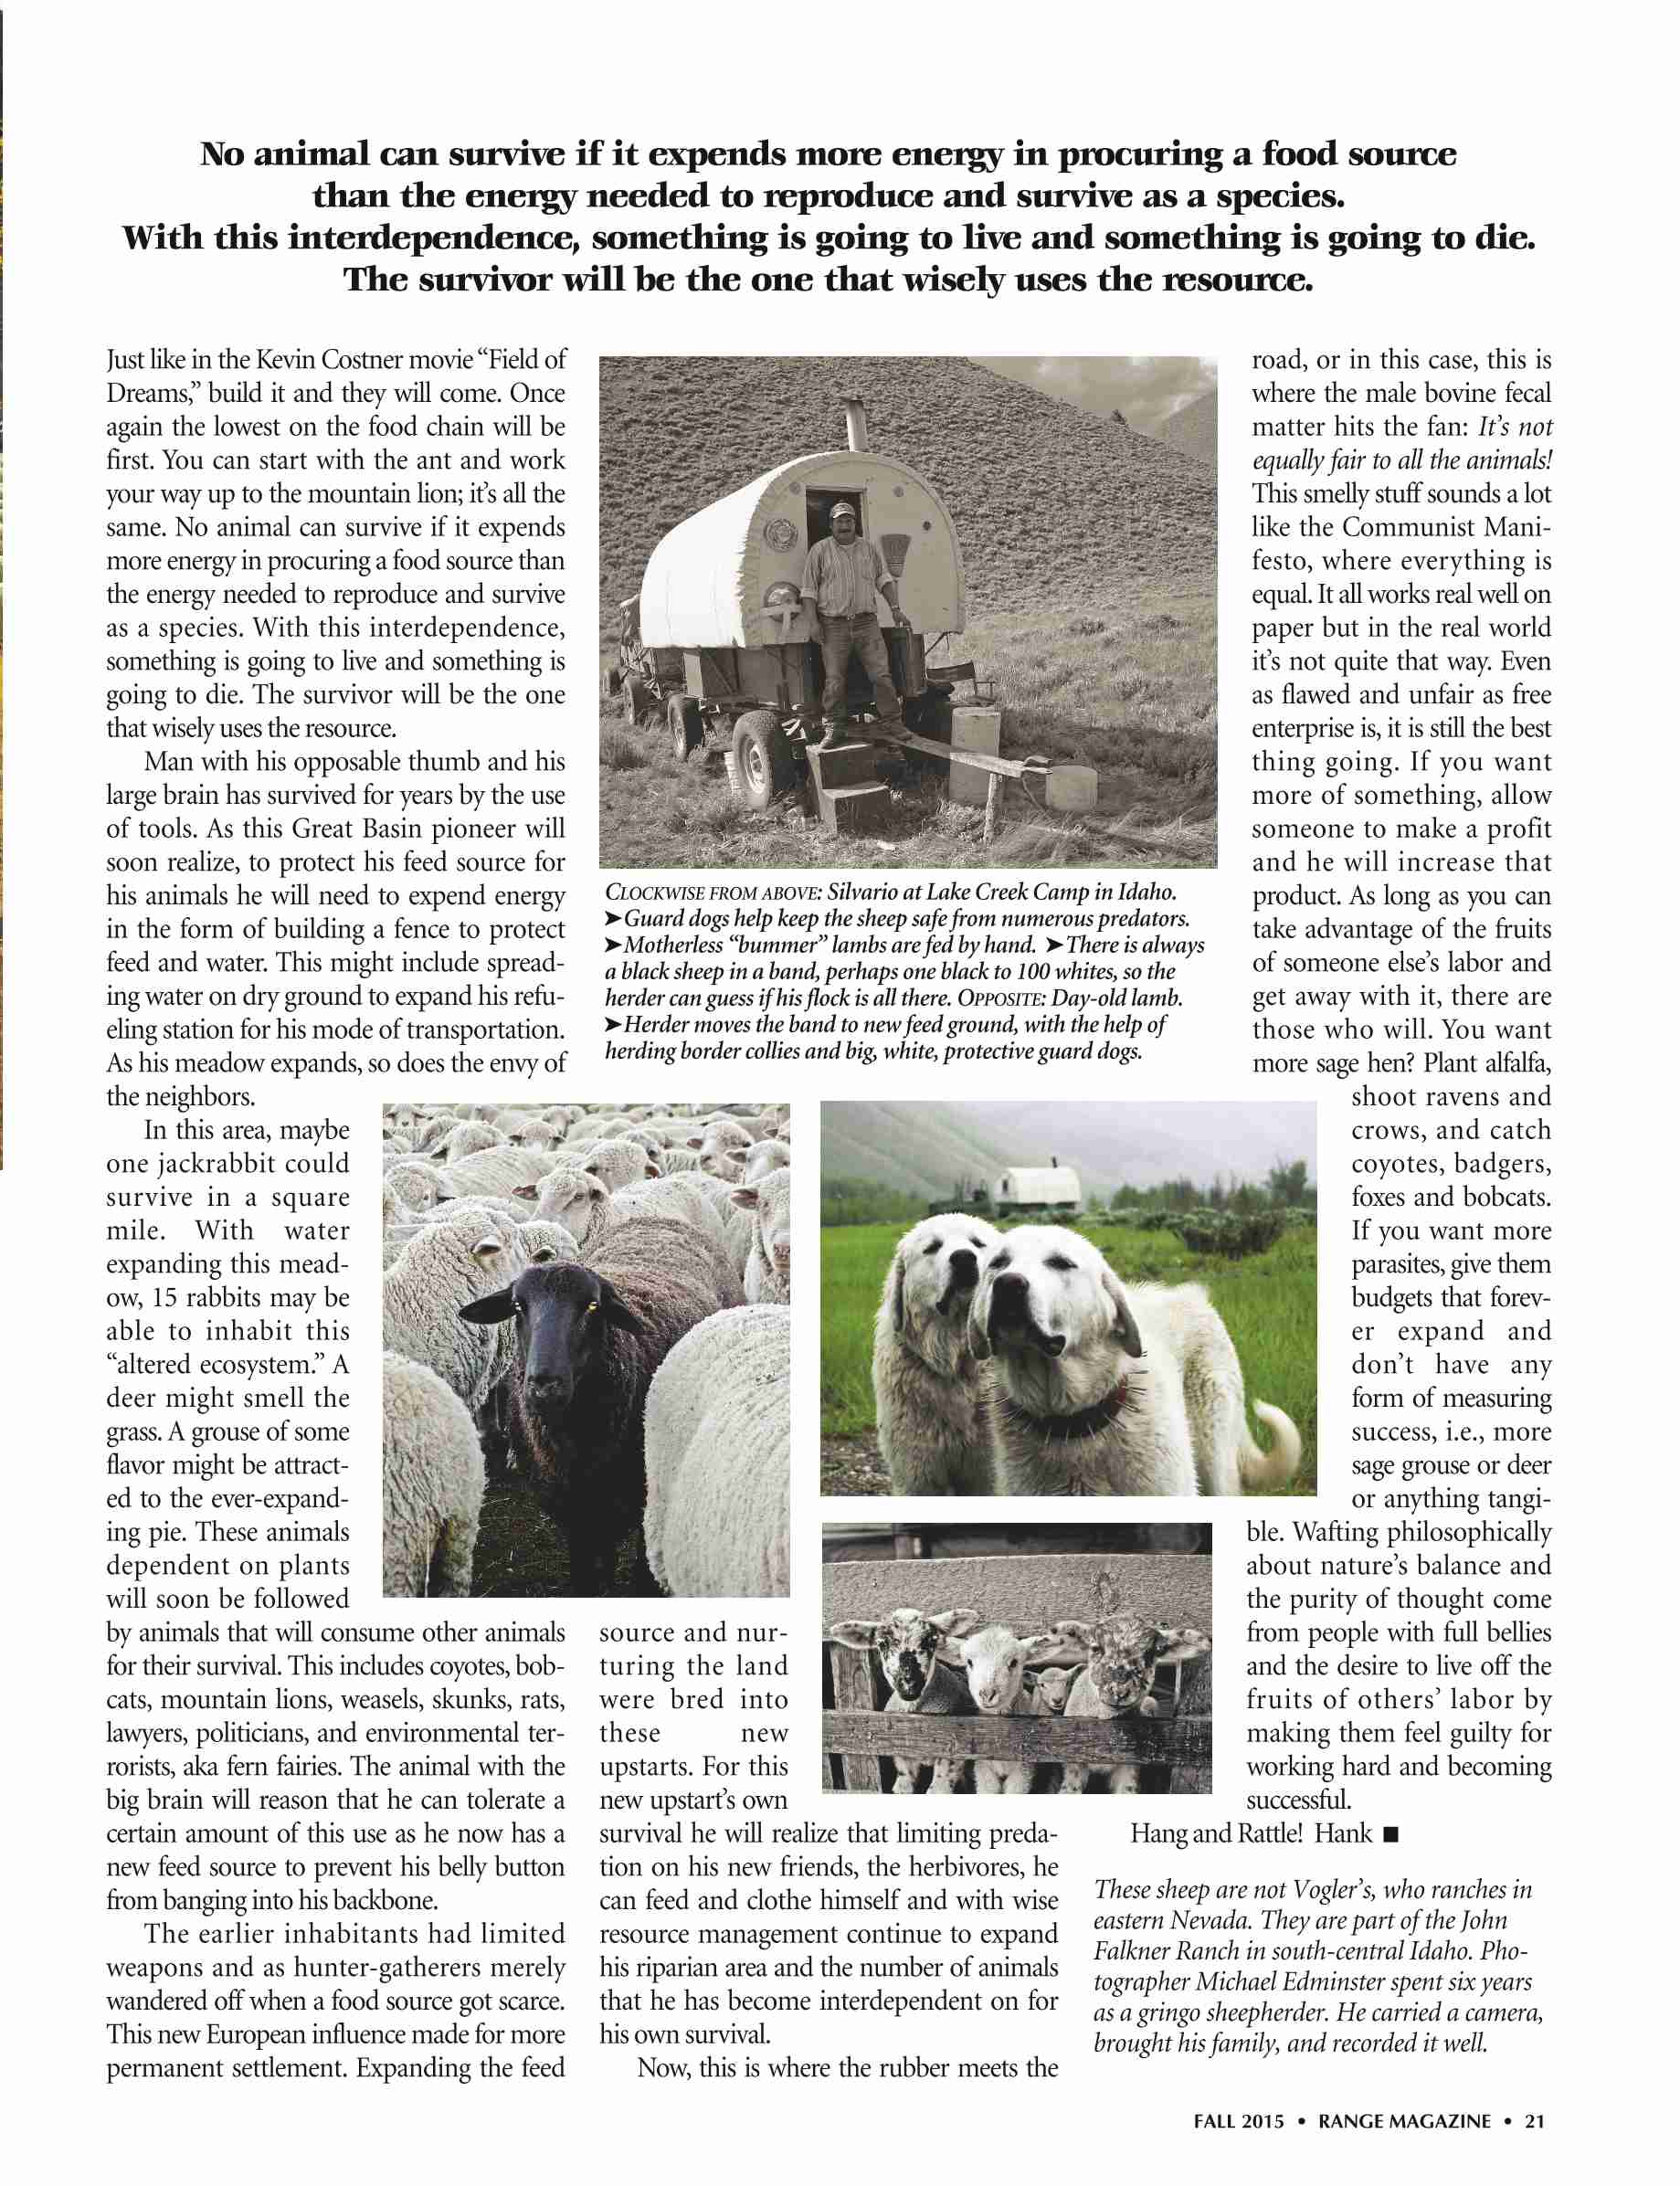 No animal can survive if it expends more energy in procuring a food source
than the energy needed to reproduce and survive as a species.
With this interdependence, something is going to live and something is going to die.
The survivor will be the one that wisely uses the resource.
Just like in the Kevin Costner movie “Field of
Dreams,” build it and they will come. Once
again the lowest on the food chain will be
first. You can start with the ant and work
your way up to the mountain lion; it’s all the
same. No animal can survive if it expends
more energy in procuring a food source than
the energy needed to reproduce and survive
as a species. With this interdependence,
something is going to live and something is
going to die. The survivor will be the one
that wisely uses the resource.
Man with his opposable thumb and his
large brain has survived for years by the use
of tools. As this Great Basin pioneer will
soon realize, to protect his feed source for
his animals he will need to expend energy
in the form of building a fence to protect
feed and water. This might include spread-
ing water on dry ground to expand his refu-
eling station for his mode of transportation.
As his meadow expands, so does the envy of
the neighbors.
In this area, maybe
one jackrabbit could
survive in a square
mile. With water
expanding this mead-
ow, 15 rabbits may be
able to inhabit this
“altered ecosystem.” A
deer might smell the
grass. A grouse of some
flavor might be attract-
ed to the ever-expand-
ing pie. These animals
dependent on plants
will soon be followed
by animals that will consume other animals
for their survival. This includes coyotes, bob-
cats, mountain lions, weasels, skunks, rats,
lawyers, politicians, and environmental ter-
rorists, aka fern fairies. The animal with the
big brain will reason that he can tolerate a
certain amount of this use as he now has a
new feed source to prevent his belly button
from banging into his backbone.
The earlier inhabitants had limited
weapons and as hunter-gatherers merely
wandered off when a food source got scarce.
This new European influence made for more
permanent settlement. Expanding the feed
CLOCKWISE FROM ABOVE: Silvario at Lake Creek Camp in Idaho.
➤Guard dogs help keep the sheep safe from numerous predators.
➤Motherless “bummer” lambs are fed by hand. ➤There is always
a black sheep in a band, perhaps one black to 100 whites, so the
herder can guess if his flock is all there. OPPOSITE: Day-old lamb.
➤Herder moves the band to new feed ground, with the help of
herding border collies and big, white, protective guard dogs.
source and nur-
turing the land
were bred into
these new
upstarts. For this
new upstart’s own
survival he will realize that limiting preda-
tion on his new friends, the herbivores, he
can feed and clothe himself and with wise
resource management continue to expand
his riparian area and the number of animals
that he has become interdependent on for
his own survival.
Now, this is where the rubber meets the
road, or in this case, this is
where the male bovine fecal
matter hits the fan: It’s not
equally fair to all the animals!
This smelly stuff sounds a lot
like the Communist Mani-
festo, where everything is
equal. It all works real well on
paper but in the real world
it’s not quite that way. Even
as flawed and unfair as free
enterprise is, it is still the best
thing going. If you want
more of something, allow
someone to make a profit
and he will increase that
product. As long as you can
take advantage of the fruits
of someone else’s labor and
get away with it, there are
those who will. You want
more sage hen? Plant alfalfa,
shoot ravens and
crows, and catch
coyotes, badgers,
foxes and bobcats.
If you want more
parasites, give them
budgets that forev-
er expand and
don’t have any
form of measuring
success, i.e., more
sage grouse or deer
or anything tangi-
ble. Wafting philosophically
about nature’s balance and
the purity of thought come
from people with full bellies
and the desire to live off the
fruits of others’ labor by
making them feel guilty for
working hard and becoming
successful.
Hang and Rattle! Hank ■
These sheep are not Vogler’s, who ranches in
eastern Nevada. They are part of the John
Falkner Ranch in south-central Idaho. Pho-
tographer Michael Edminster spent six years
as a gringo sheepherder. He carried a camera,
brought his family, and recorded it well.
FALL 2015 • RANGE MAGAZINE • 21